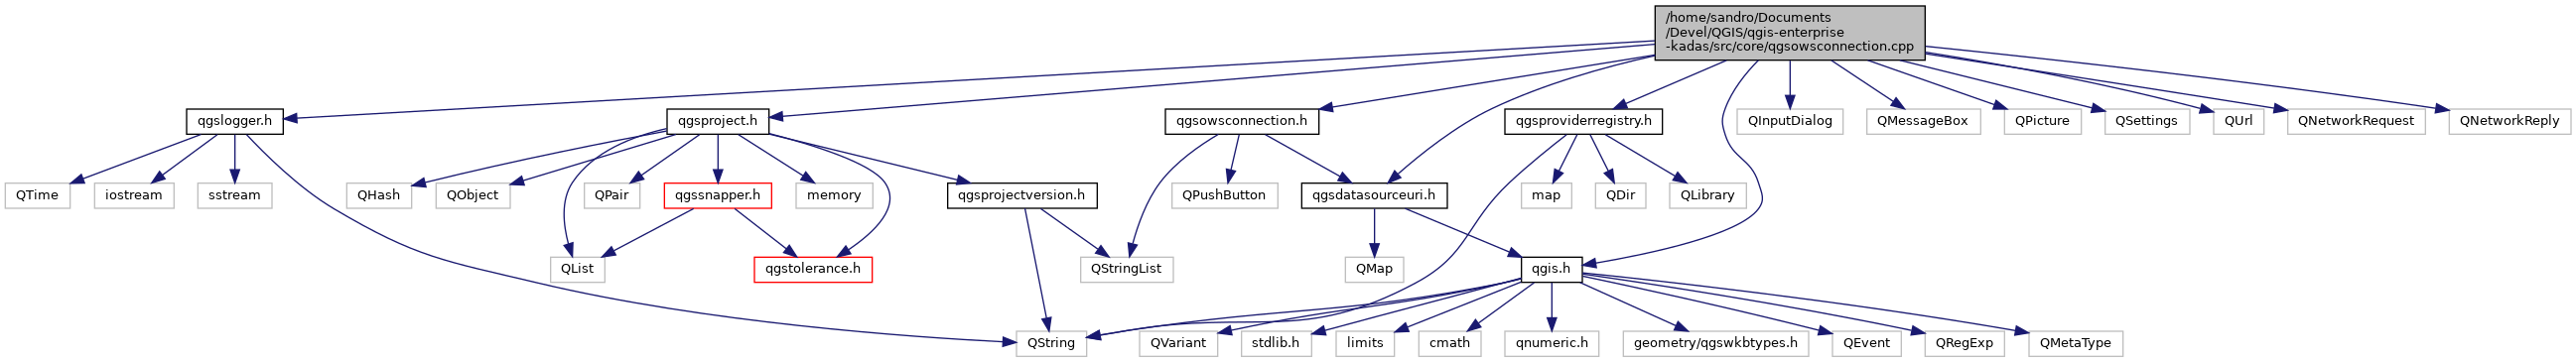 /home/sandro/Documents
/Devel/QGIS/qgis-enterprise
-kadas/src/core/qgsowsconnection.cpp
qgslogger.h
qgsproject.h
qgsowsconnection.h
qgsproviderregistry.h
QInputDialog
QMessageBox
QPicture
QSettings
QUrl
QNetworkRequest
QNetworkReply
QTime
iostream
sstream
QHash
QObject
QPair
qgssnapper.h
memory
qgsprojectversion.h
QPushButton
qgsdatasourceuri.h
map
QDir
QLibrary
QList
qgstolerance.h
QStringList
QMap
qgis.h
QString
QVariant
stdlib.h
limits
cmath
qnumeric.h
geometry/qgswkbtypes.h
QEvent
QRegExp
QMetaType